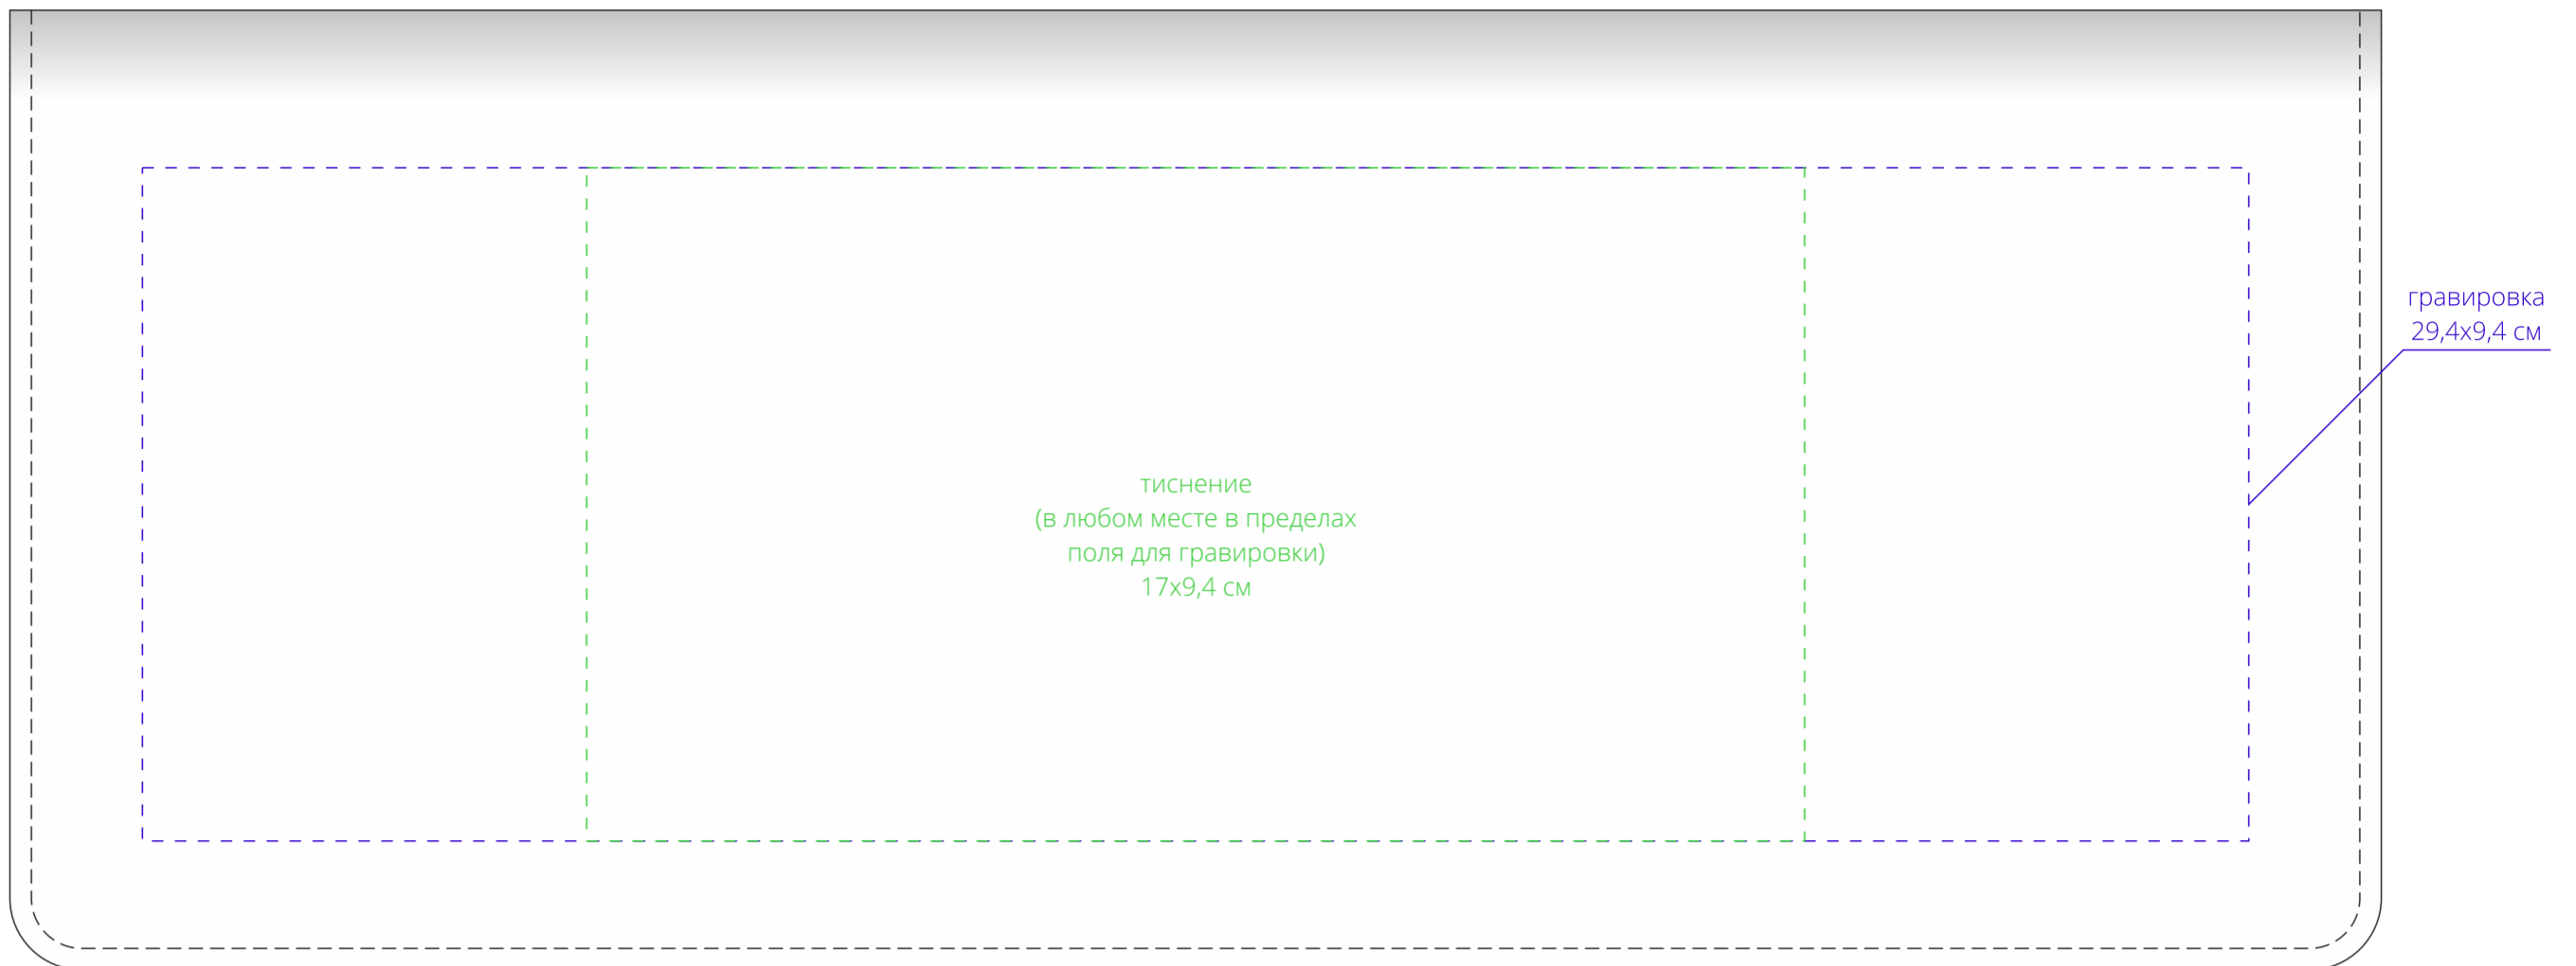 гравировка
29,4х9,4 см
тиснение
(в любом месте в пределах
поля для гравировки)
17х9,4 см